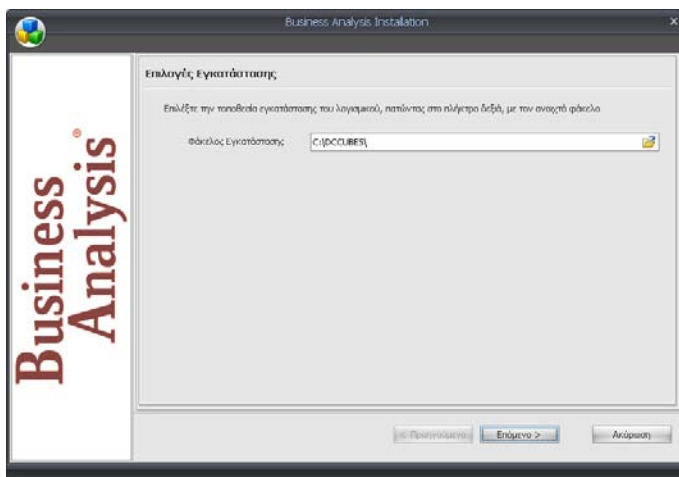 Business Analysis Installation
X
Επιλογές Εγκατάστασης
Επιλέξτε την τοποθεσία εγκατάστασης του λογισμικού, πατώντας στο πλήκτρο δεξιά, με τον ανοιχτό φάκελο
Φάκελος Εγκατάστασης
C:\DCCUBES\
Business
Analysis®
< Προηγούμενο
Επόμενο >
Ακύρωση